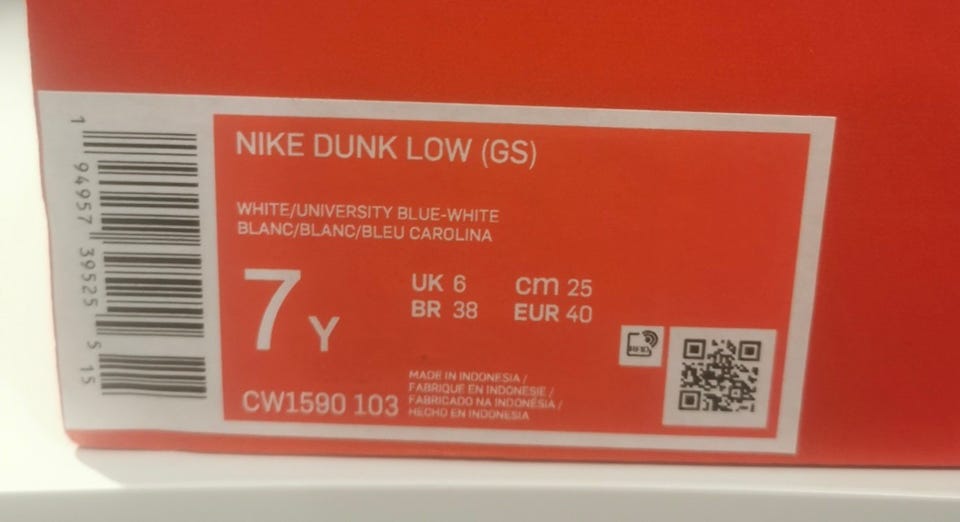 1 94957 39525 5 15
NIKE DUNK LOW (GS)
WHITE/UNIVERSITY BLUE-WHITE
BLANC/BLANC/BLEU CAROLINA
7Y
UK 6 cm 25
BR 38 EUR 40
RFID
CW1590 103
MADE IN INDONESIA /
FABRIQUE EN INDONESIE /
FABRICADO NA INDONÉSIA /
HECHO EN INDONESIA